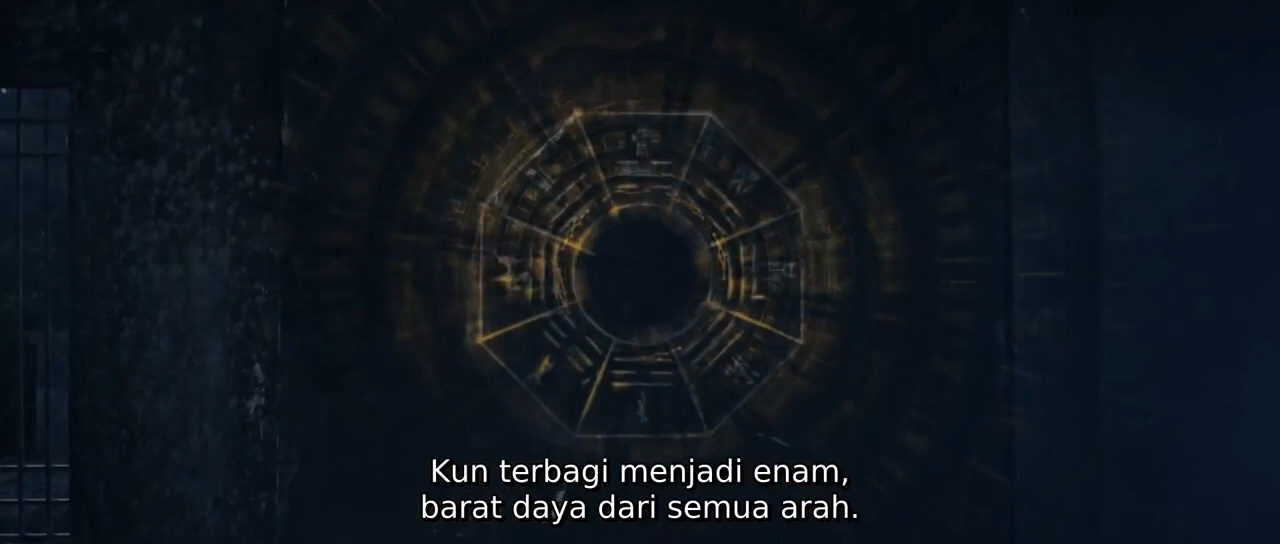 Kun terbagi menjadi enam,
barat daya dari semua arah.